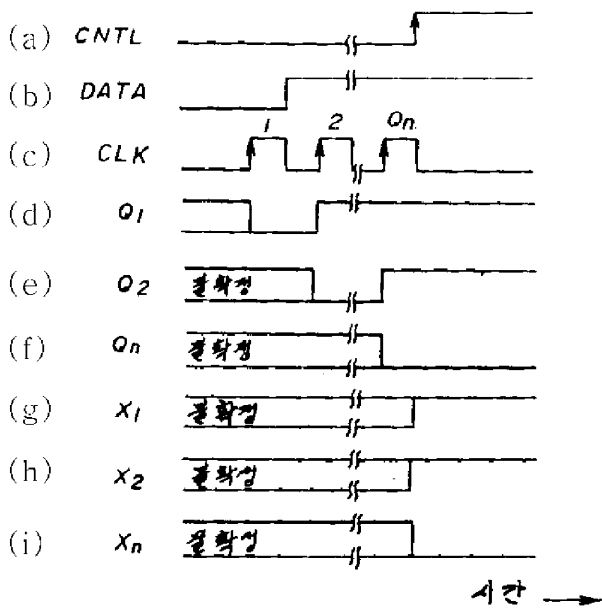 (a) CNTL
(b) DATA
(c) CLK 1 2 Qn
(d) Q1
(e) Q2 불확정
(f) Qn 불확정
(g) X1 불확정
(h) X2 불확정
(i) Xn 불확정
시간